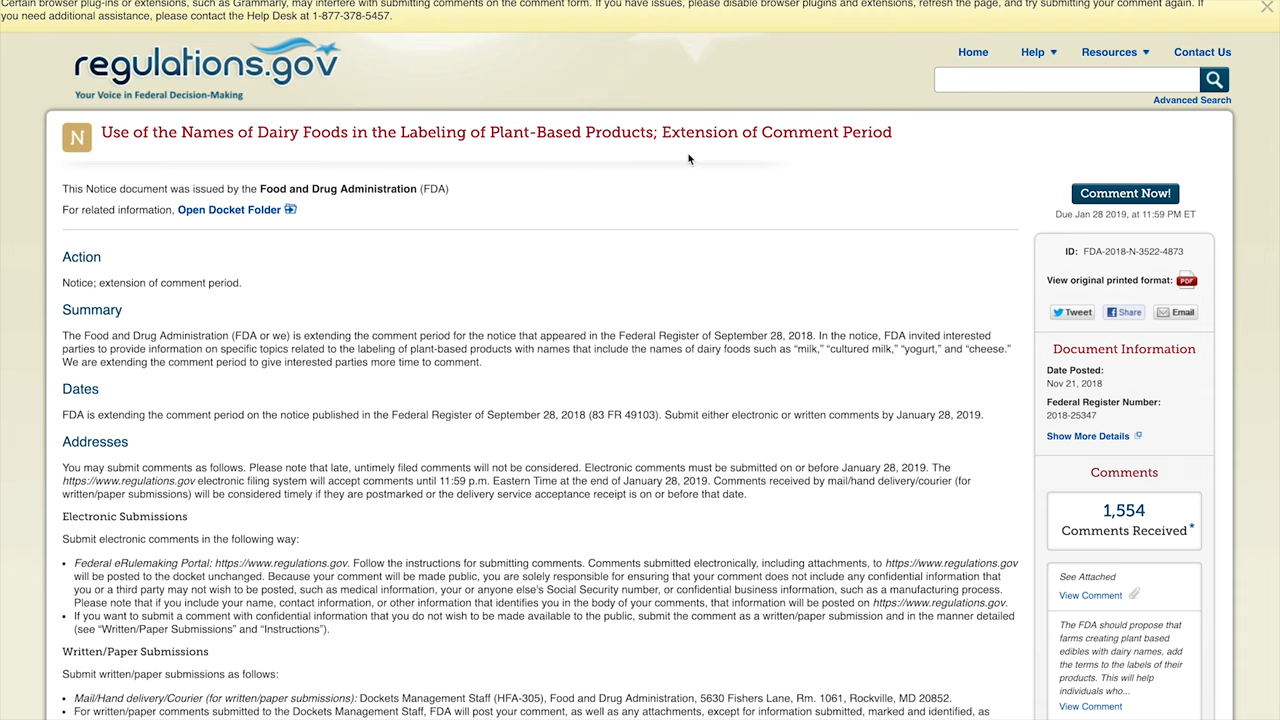 Certain browser plug-ins or extensions, such as Grammarly, may interfere with submitting comments on the comment form. If you have issues, please disable browser plugins and extensions, refresh the page, and try submitting your comment again. If
you need additional assistance, please contact the Help Desk at 1-877-378-5457.
regulations.gov
Your Voice in Federal Decision-Making
Home Help Resources Contact Us
Advanced Search
N Use of the Names of Dairy Foods in the Labeling of Plant-Based Products; Extension of Comment Period
This Notice document was issued by the Food and Drug Administration (FDA)
For related information, Open Docket Folder
Action
Notice; extension of comment period.
Summary
The Food and Drug Administration (FDA or we) is extending the comment period for the notice that appeared in the Federal Register of September 28, 2018. In the notice, FDA invited interested
parties to provide information on specific topics related to the labeling of plant-based products with names that include the names of dairy foods such as “milk,” “cultured milk,” “yogurt,” and “cheese.”
We are extending the comment period to give interested parties more time to comment.
Dates
FDA is extending the comment period on the notice published in the Federal Register of September 28, 2018 (83 FR 49103). Submit either electronic or written comments by January 28, 2019.
Addresses
You may submit comments as follows. Please note that late, untimely filed comments will not be considered. Electronic comments must be submitted on or before January 28, 2019. The
https://www.regulations.gov electronic filing system will accept comments until 11:59 p.m. Eastern Time at the end of January 28, 2019. Comments received by mail/hand delivery/courier (for
written/paper submissions) will be considered timely if they are postmarked or the delivery service acceptance receipt is on or before that date.
Electronic Submissions
Submit electronic comments in the following way:
• Federal eRulemaking Portal: https://www.regulations.gov. Follow the instructions for submitting comments. Comments submitted electronically, including attachments, to https://www.regulations.gov
will be posted to the docket unchanged. Because your comment will be made public, you are solely responsible for ensuring that your comment does not include any confidential information that
you or a third party may not wish to be posted, such as medical information, your or anyone else's Social Security number, or confidential business information, such as a manufacturing process.
Please note that if you include your name, contact information, or other information that identifies you in the body of your comments, that information will be posted on https://www.regulations.gov.
• If you want to submit a comment with confidential information that you do not wish to be made available to the public, submit the comment as a written/paper submission and in the manner detailed
(see “Written/Paper Submissions” and “Instructions”).
Written/Paper Submissions
Submit written/paper submissions as follows:
• Mail/Hand delivery/Courier (for written/paper submissions): Dockets Management Staff (HFA-305), Food and Drug Administration, 5630 Fishers Lane, Rm. 1061, Rockville, MD 20852.
• For written/paper comments submitted to the Dockets Management Staff, FDA will post your comment, as well as any attachments, except for information submitted, marked and identified, as
Comment Now!
Due Jan 28 2019, at 11:59 PM ET
ID: FDA-2018-N-3522-4873
View original printed format: PDF
Tweet Share Email
Document Information
Date Posted:
Nov 21, 2018
Federal Register Number:
2018-25347
Show More Details
Comments
1,554
Comments Received*
See Attached
View Comment
The FDA should propose that
farms creating plant based
edibles with dairy names, add
the terms to the labels of their
products. This will help
individuals who...
View Comment